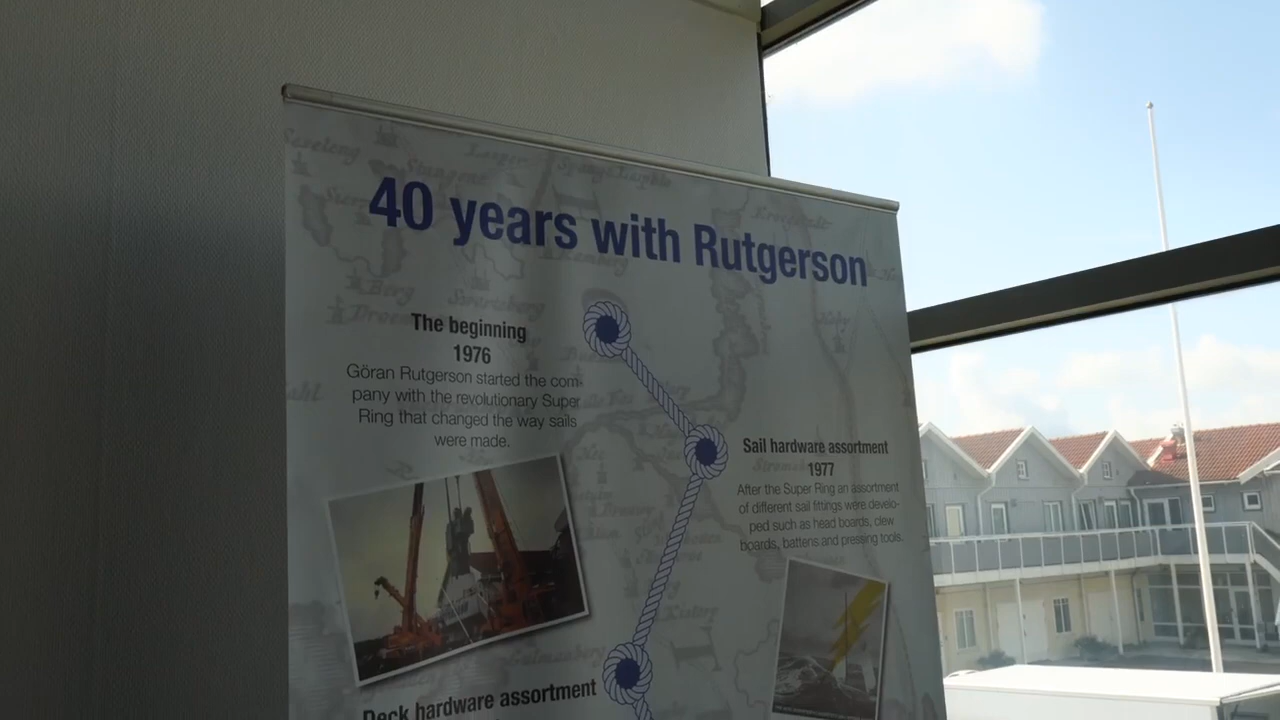 40 years with Rutgerson
The beginning
1976
Göran Rutgerson started the com-
pany with the revolutionary Super
Ring that changed the way sails
were made.
Sail hardware assortment
1977
After the Super Ring an assortment
of different sail fittings were develo-
ped such as head boards, clew
boards, battens and pressing tools.
Deck hardware assortment